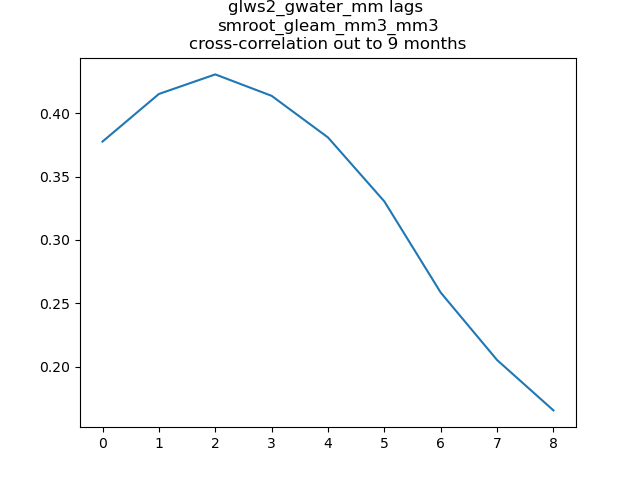 glws2_gwater_mm lags
smroot_gleam_mm3_mm3
cross-correlation out to 9 months
0.40
0.35
0.30
0.25
0.20
0 1 2 3 4 5 6 7 8